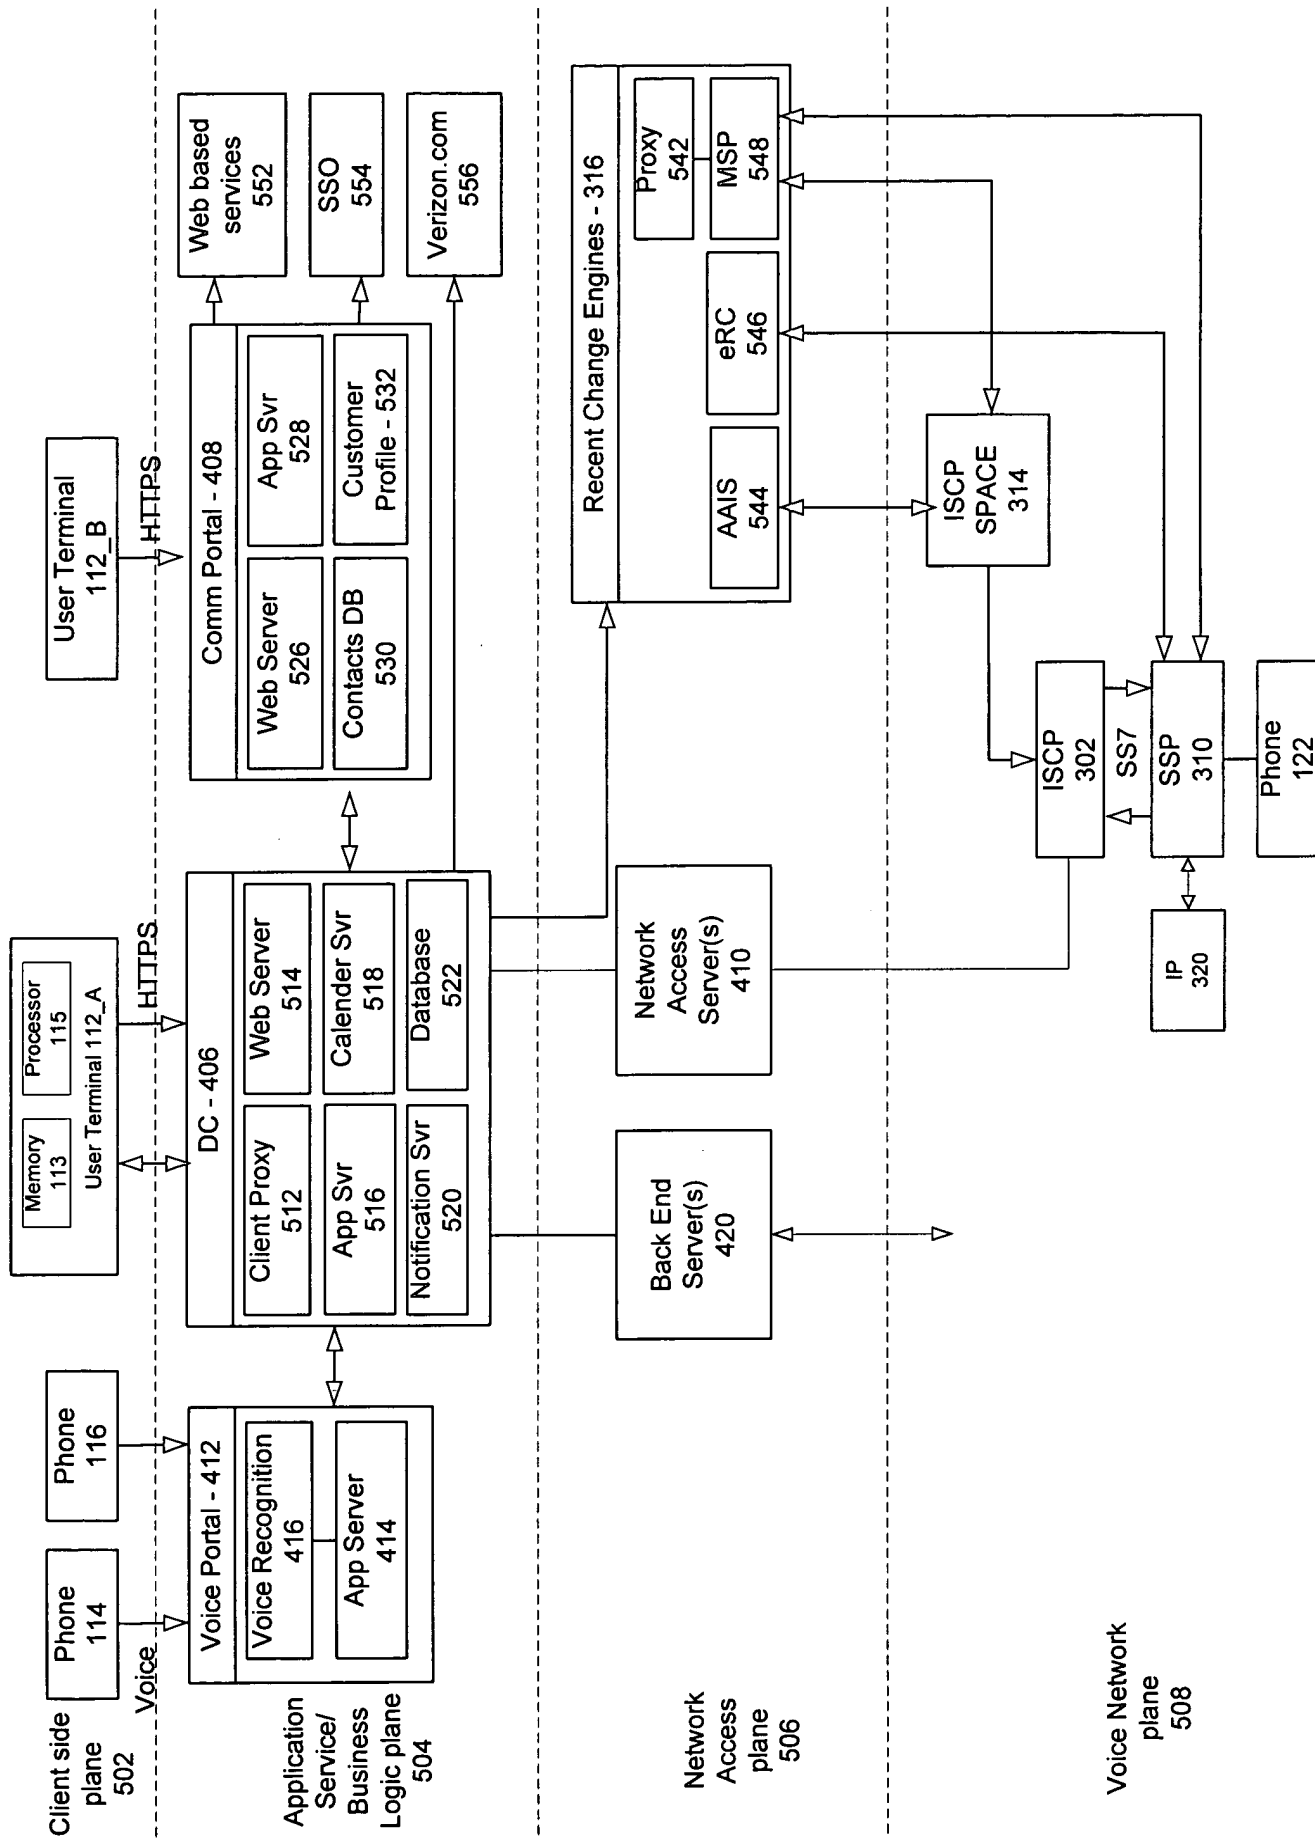 Client side
plane
502
Phone
114
Phone
116
Memory
113
Processor
115
User Terminal 112_A
User Terminal
112_B
Voice
HTTPS
HTTPS
Application
Service/
Business
Logic plane
504
Voice Portal - 412
Voice Recognition
416
App Server
414
DC - 406
Client Proxy
512
Web Server
514
App Svr
516
Calender Svr
518
Notification Svr
520
Database
522
Comm Portal - 408
Web Server
526
App Svr
528
Contacts DB
530
Customer
Profile - 532
Web based
services
552
SSO
554
Verizon.com
556
Network
Access
plane
506
Back End
Server(s)
420
Network
Access
Server(s)
410
Recent Change Engines - 316
Proxy
542
AAIS
544
eRC
546
MSP
548
Voice Network
plane
508
ISCP
SPACE
314
ISCP
302
SS7
SSP
310
IP
320
Phone
122